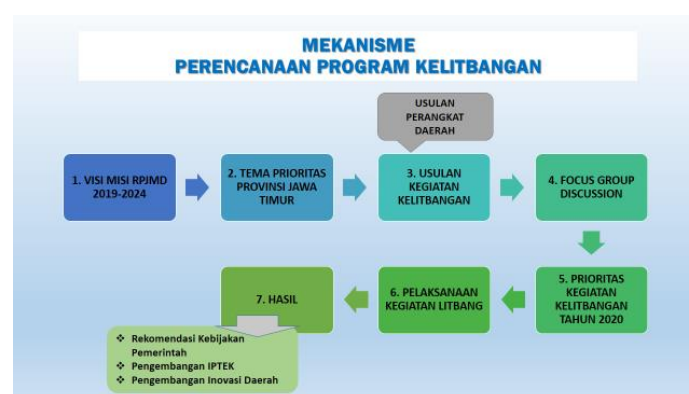 MEKANISME
PERENCANAAN PROGRAM KELITBANGAN
USULAN
PERANGKAT
DAERAH
1. VISI MISI RPJMD
2019-2024
2. TEMA PRIORITAS
PROVINSI JAWA
TIMUR
3. USULAN
KEGIATAN
KELITBANGAN
4. FOCUS GROUP
DISCUSSION
5. PRIORITAS
KEGIATAN
KELITBANGAN
TAHUN 2020
6. PELAKSANAAN
KEGIATAN LITBANG
7. HASIL
❖ Rekomendasi Kebijakan
Pemerintah
❖ Pengembangan IPTEK
❖ Pengembangan Inovasi Daerah